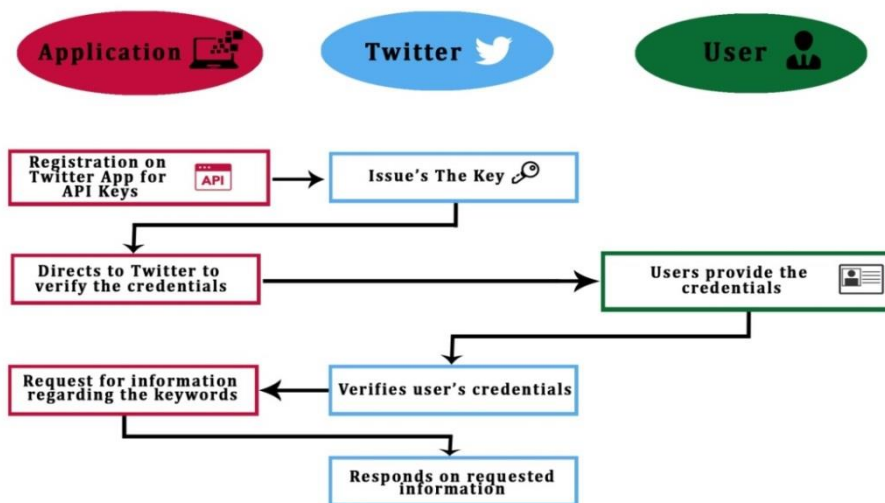 Application
Twitter
User
Registration on
Twitter App for
API Keys
API
Issue's The Key
Directs to Twitter to
verify the credentials
Users provide the
credentials
Request for information
regarding the keywords
Verifies user's credentials
Responds on requested
information